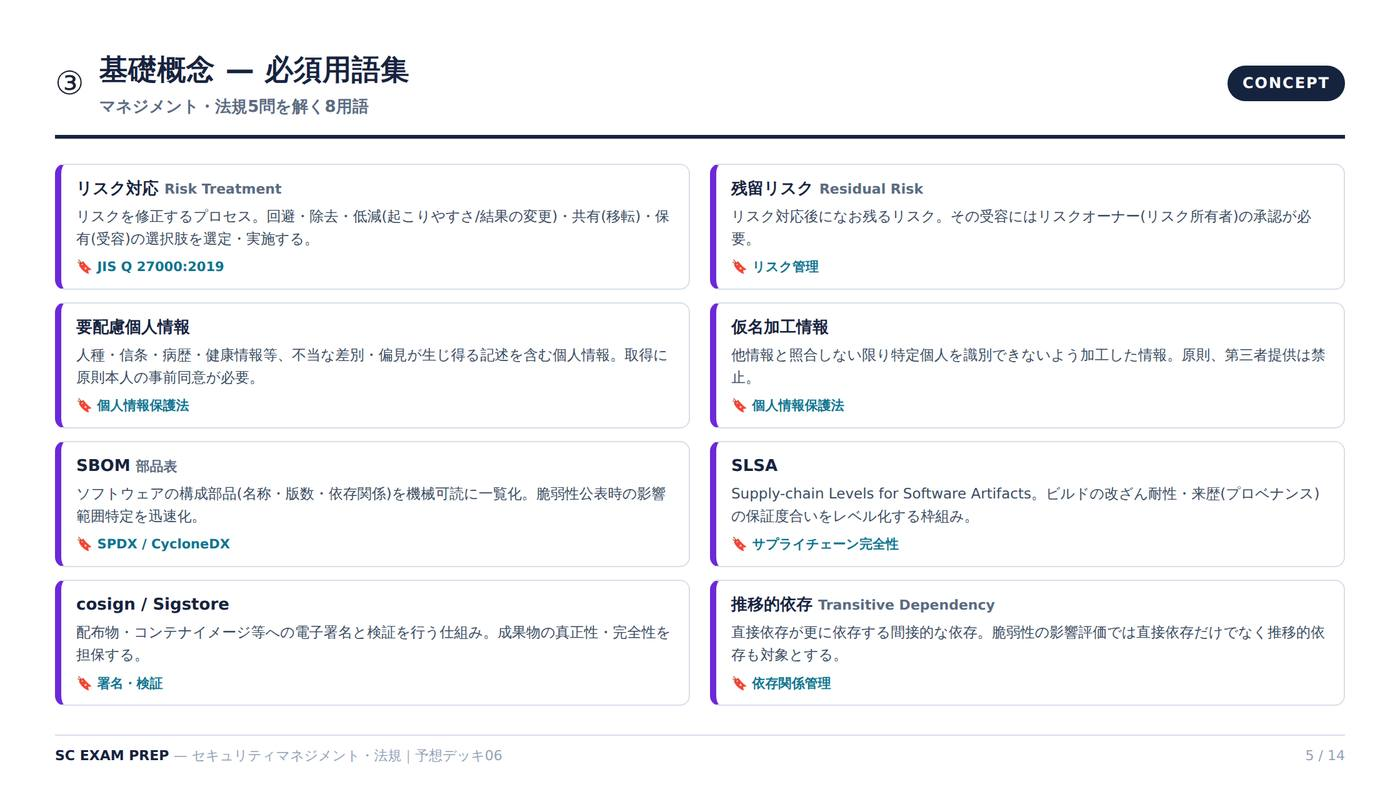 ③
基礎概念 — 必須用語集
マネジメント・法規5問を解く8用語
CONCEPT
リスク対応 Risk Treatment
リスクを修正するプロセス。回避・除去・低減(起こりやすさ/結果の変更)・共有(移転)・保
有(受容)の選択肢を選定・実施する。
🔖 JIS Q 27000:2019
残留リスク Residual Risk
リスク対応後になお残るリスク。その受容にはリスクオーナー(リスク所有者)の承認が必
要。
🔖 リスク管理
要配慮個人情報
人種・信条・病歴・健康情報等、不当な差別・偏見が生じ得る記述を含む個人情報。取得に
原則本人の事前同意が必要。
🔖 個人情報保護法
仮名加工情報
他情報と照合しない限り特定個人を識別できないよう加工した情報。原則、第三者提供は禁
止。
🔖 個人情報保護法
SBOM 部品表
ソフトウェアの構成部品(名称・版数・依存関係)を機械可読に一覧化。脆弱性公表時の影響
範囲特定を迅速化。
🔖 SPDX / CycloneDX
SLSA
Supply-chain Levels for Software Artifacts。ビルドの改ざん耐性・来歴(プロベナンス)
の保証度合いをレベル化する枠組み。
🔖 サプライチェーン完全性
cosign / Sigstore
配布物・コンテナイメージ等への電子署名と検証を行う仕組み。成果物の真正性・完全性を
担保する。
🔖 署名・検証
推移的依存 Transitive Dependency
直接依存が更に依存する間接的な依存。脆弱性の影響評価では直接依存だけでなく推移的依
存も対象とする。
🔖 依存関係管理
SC EXAM PREP — セキュリティマネジメント・法規｜予想デッキ06
5 / 14